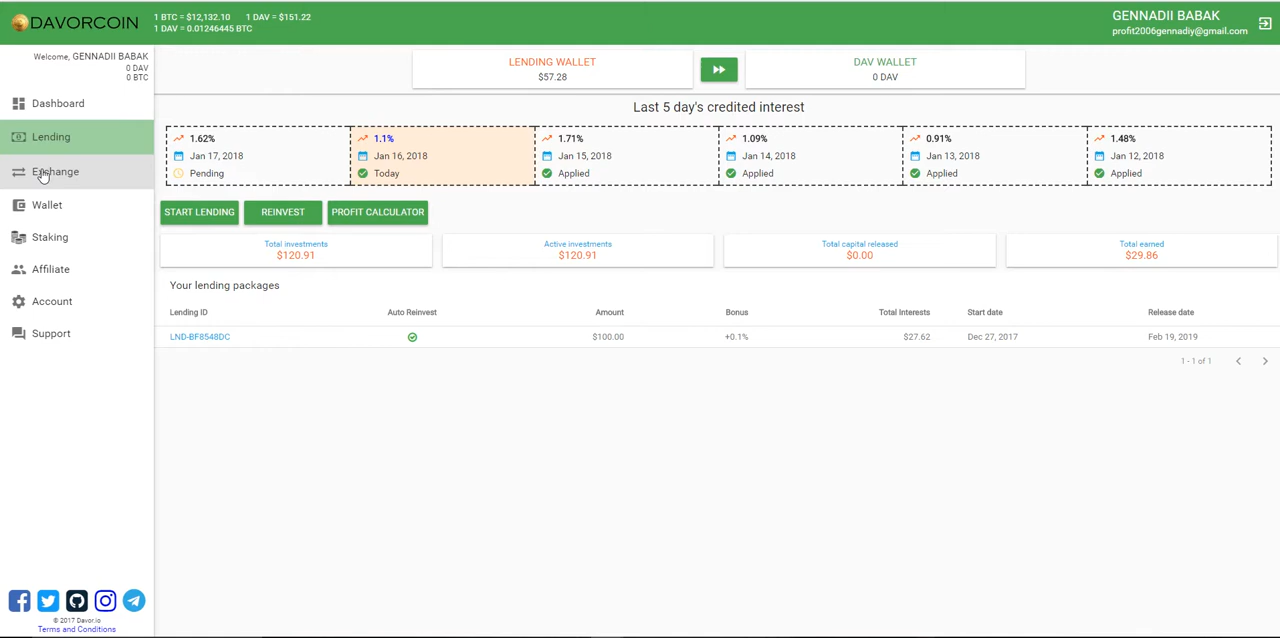 DAVORCOIN
1 BTC = $12,132.10 1 DAV = $151.22
1 DAV = 0.01246445 BTC
GENNADII BABAK
profit2006gennadiy@gmail.com
Welcome, GENNADII BABAK
0 DAV
0 BTC
Dashboard
Lending
Exchange
Wallet
Staking
Affiliate
Account
Support
LENDING WALLET
$57.28
DAV WALLET
0 DAV
Last 5 day's credited interest
1.62%
Jan 17, 2018
Pending
1.1%
Jan 16, 2018
Today
1.71%
Jan 15, 2018
Applied
1.09%
Jan 14, 2018
Applied
0.91%
Jan 13, 2018
Applied
1.48%
Jan 12, 2018
Applied
START LENDING REINVEST PROFIT CALCULATOR
Total investments
$120.91
Active investments
$120.91
Total capital released
$0.00
Total earned
$29.86
Your lending packages
Lending ID Auto Reinvest Amount Bonus Total Interests Start date Release date
LND-BF8548DC $100.00 +0.1% $27.62 Dec 27, 2017 Feb 19, 2019
1 - 1 of 1
© 2017 Davor.io
Terms and Conditions